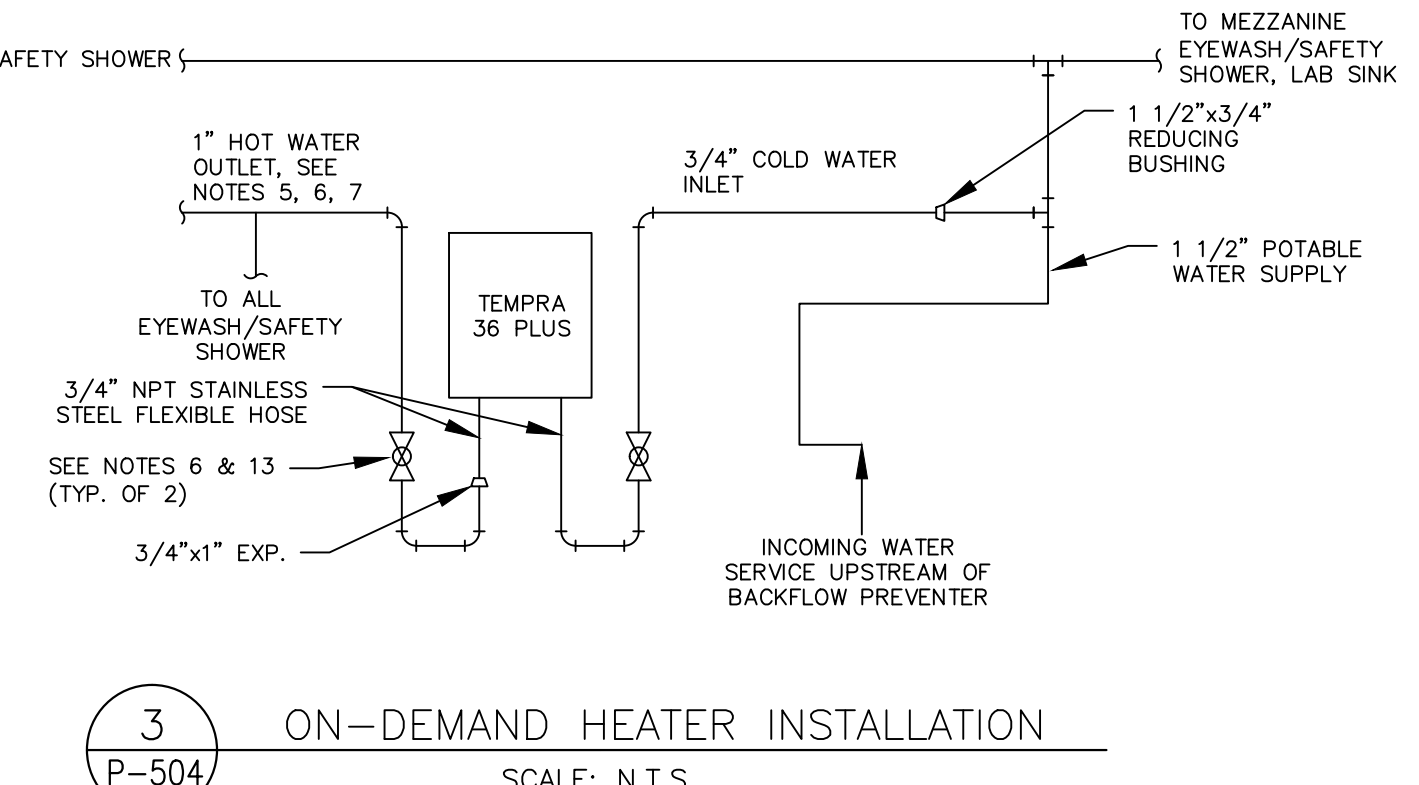 AFETY SHOWER
TO MEZZANINE
EYEWASH/SAFETY
SHOWER, LAB SINK
1 1/2"x3/4"
REDUCING
BUSHING
1" HOT WATER
OUTLET, SEE
NOTES 5, 6, 7
3/4" COLD WATER
INLET
1 1/2" POTABLE
WATER SUPPLY
TO ALL
EYEWASH/SAFETY
SHOWER
TEMPRA
36 PLUS
3/4" NPT STAINLESS
STEEL FLEXIBLE HOSE
SEE NOTES 6 & 13
(TYP. OF 2)
3/4"x1" EXP.
INCOMING WATER
SERVICE UPSTREAM OF
BACKFLOW PREVENTER
3
P-504
ON-DEMAND HEATER INSTALLATION
SCALE: N.T.S.